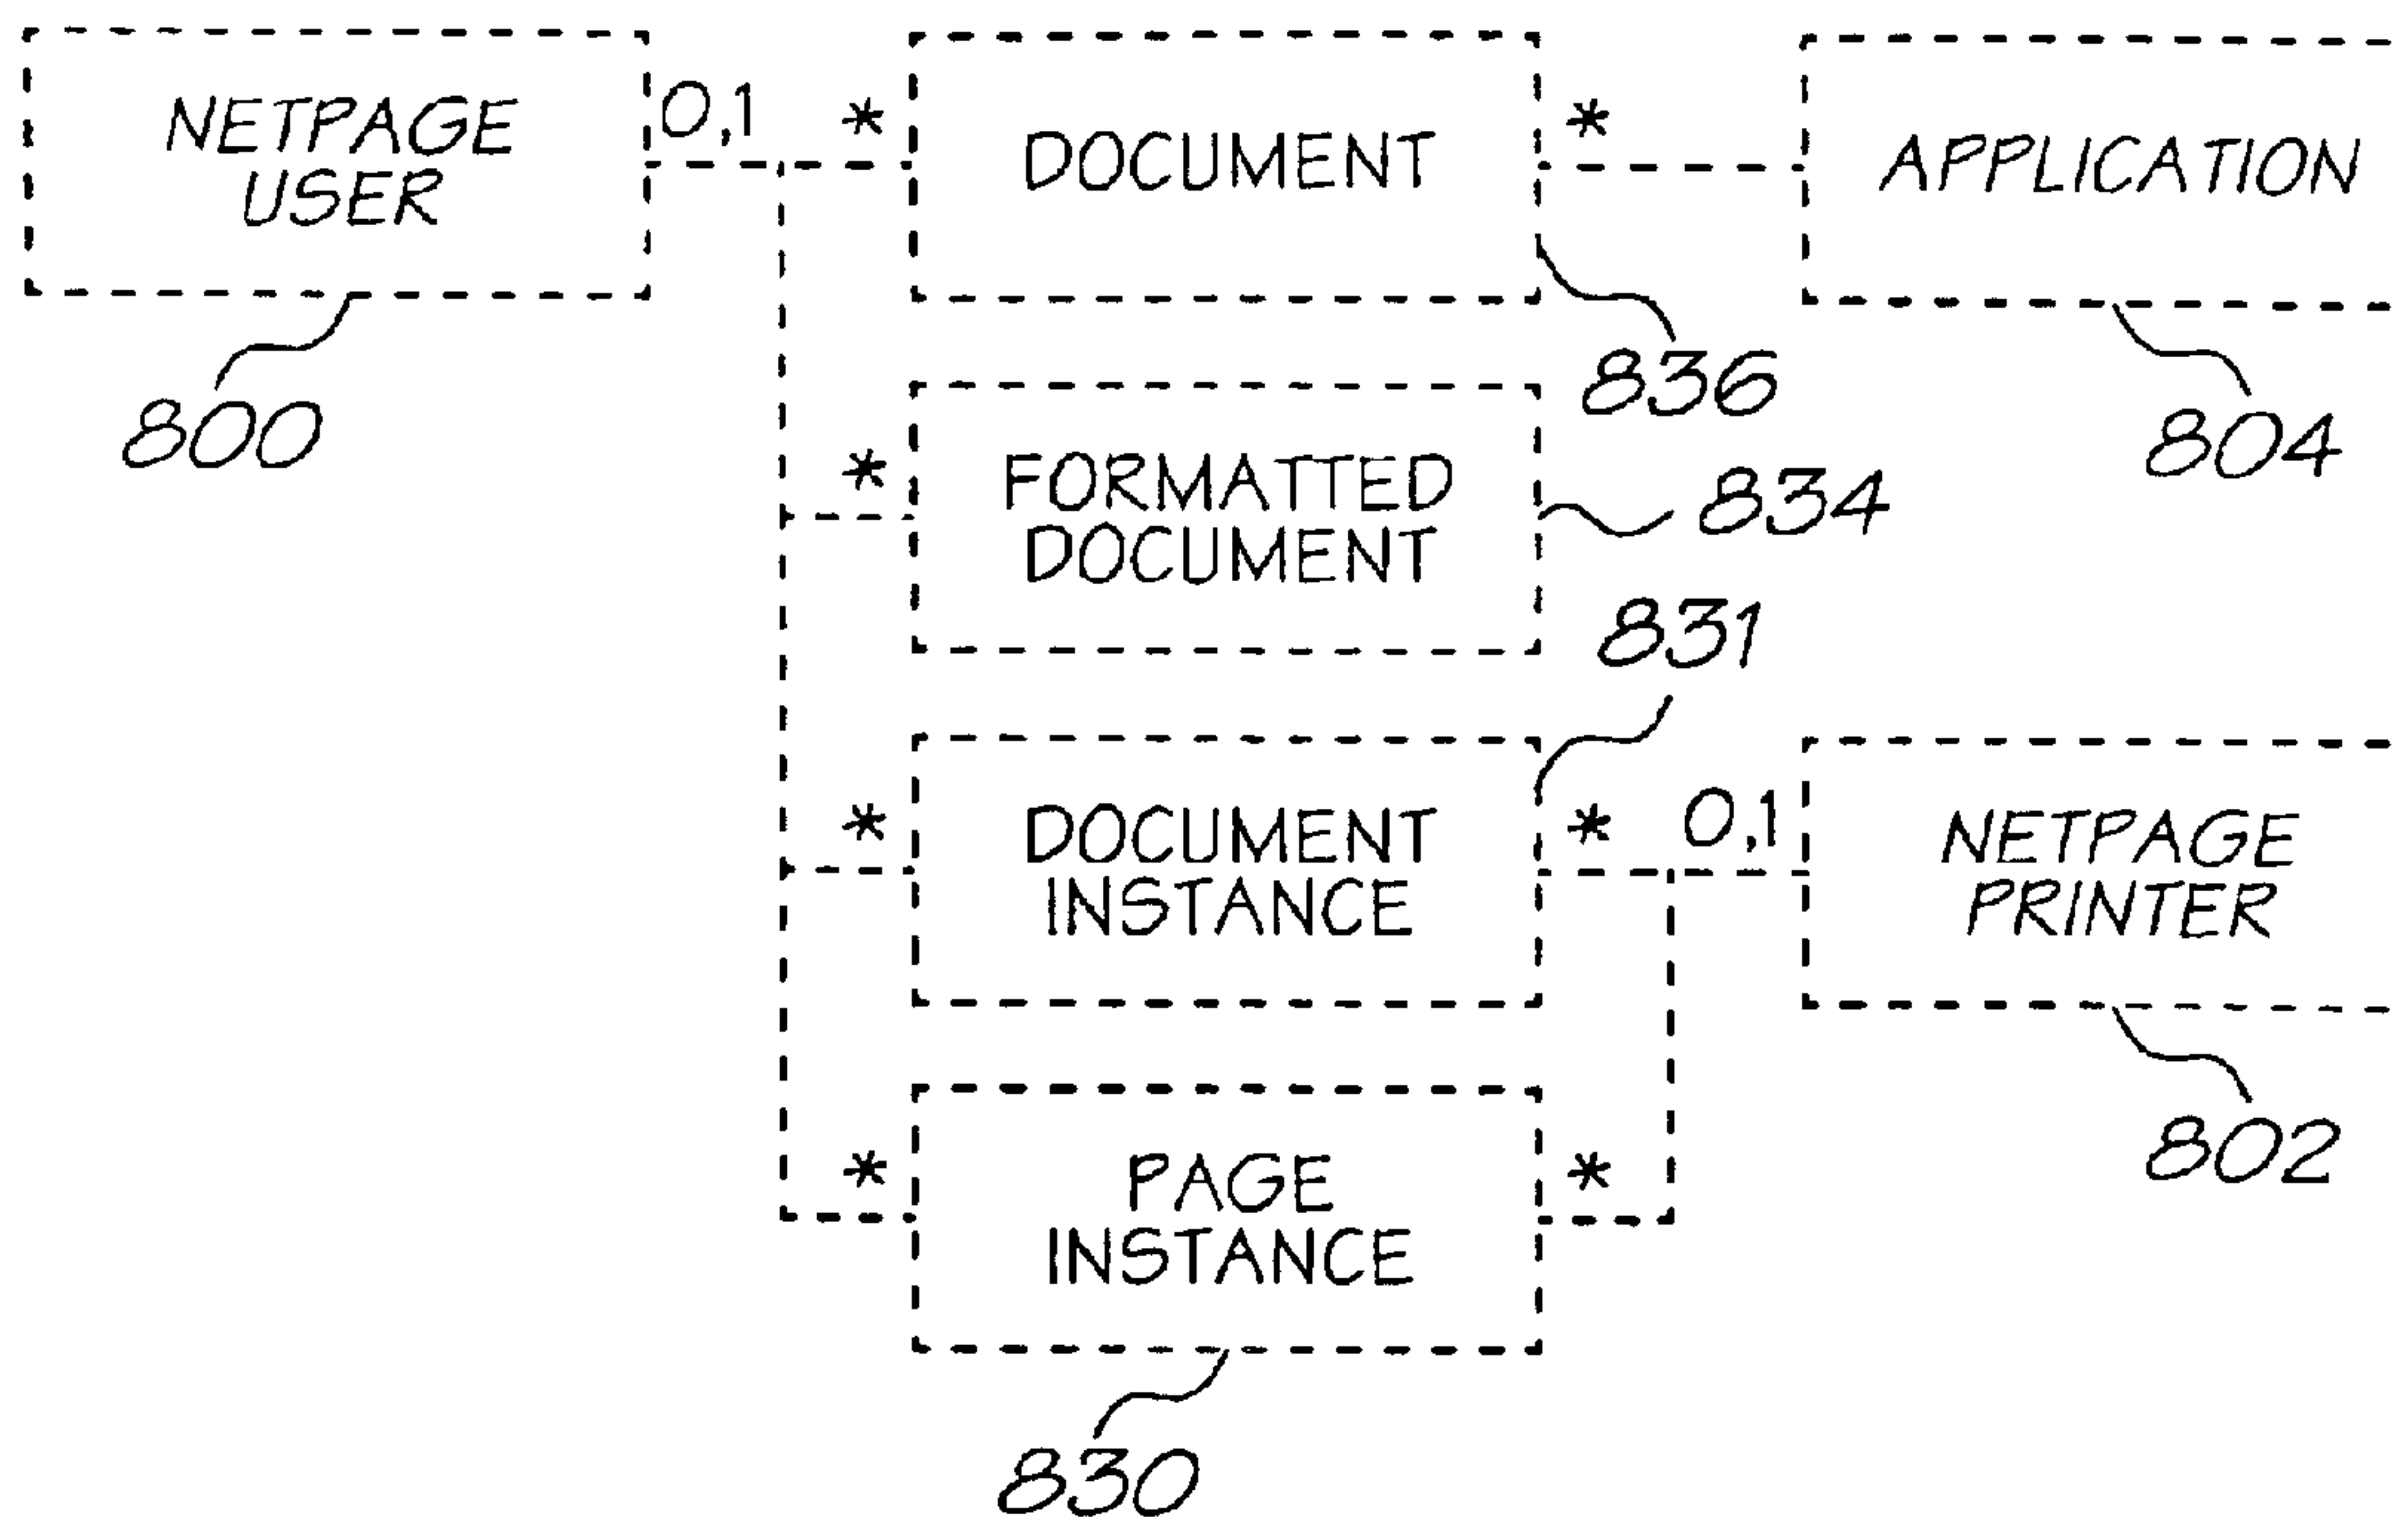 NETPAGE
USER
0,1
*
DOCUMENT
*
APPLICATION
800
836
804
*
FORMATTED
DOCUMENT
834
831
*
DOCUMENT
INSTANCE
*
0,1
NETPAGE
PRINTER
802
*
PAGE
INSTANCE
*
830